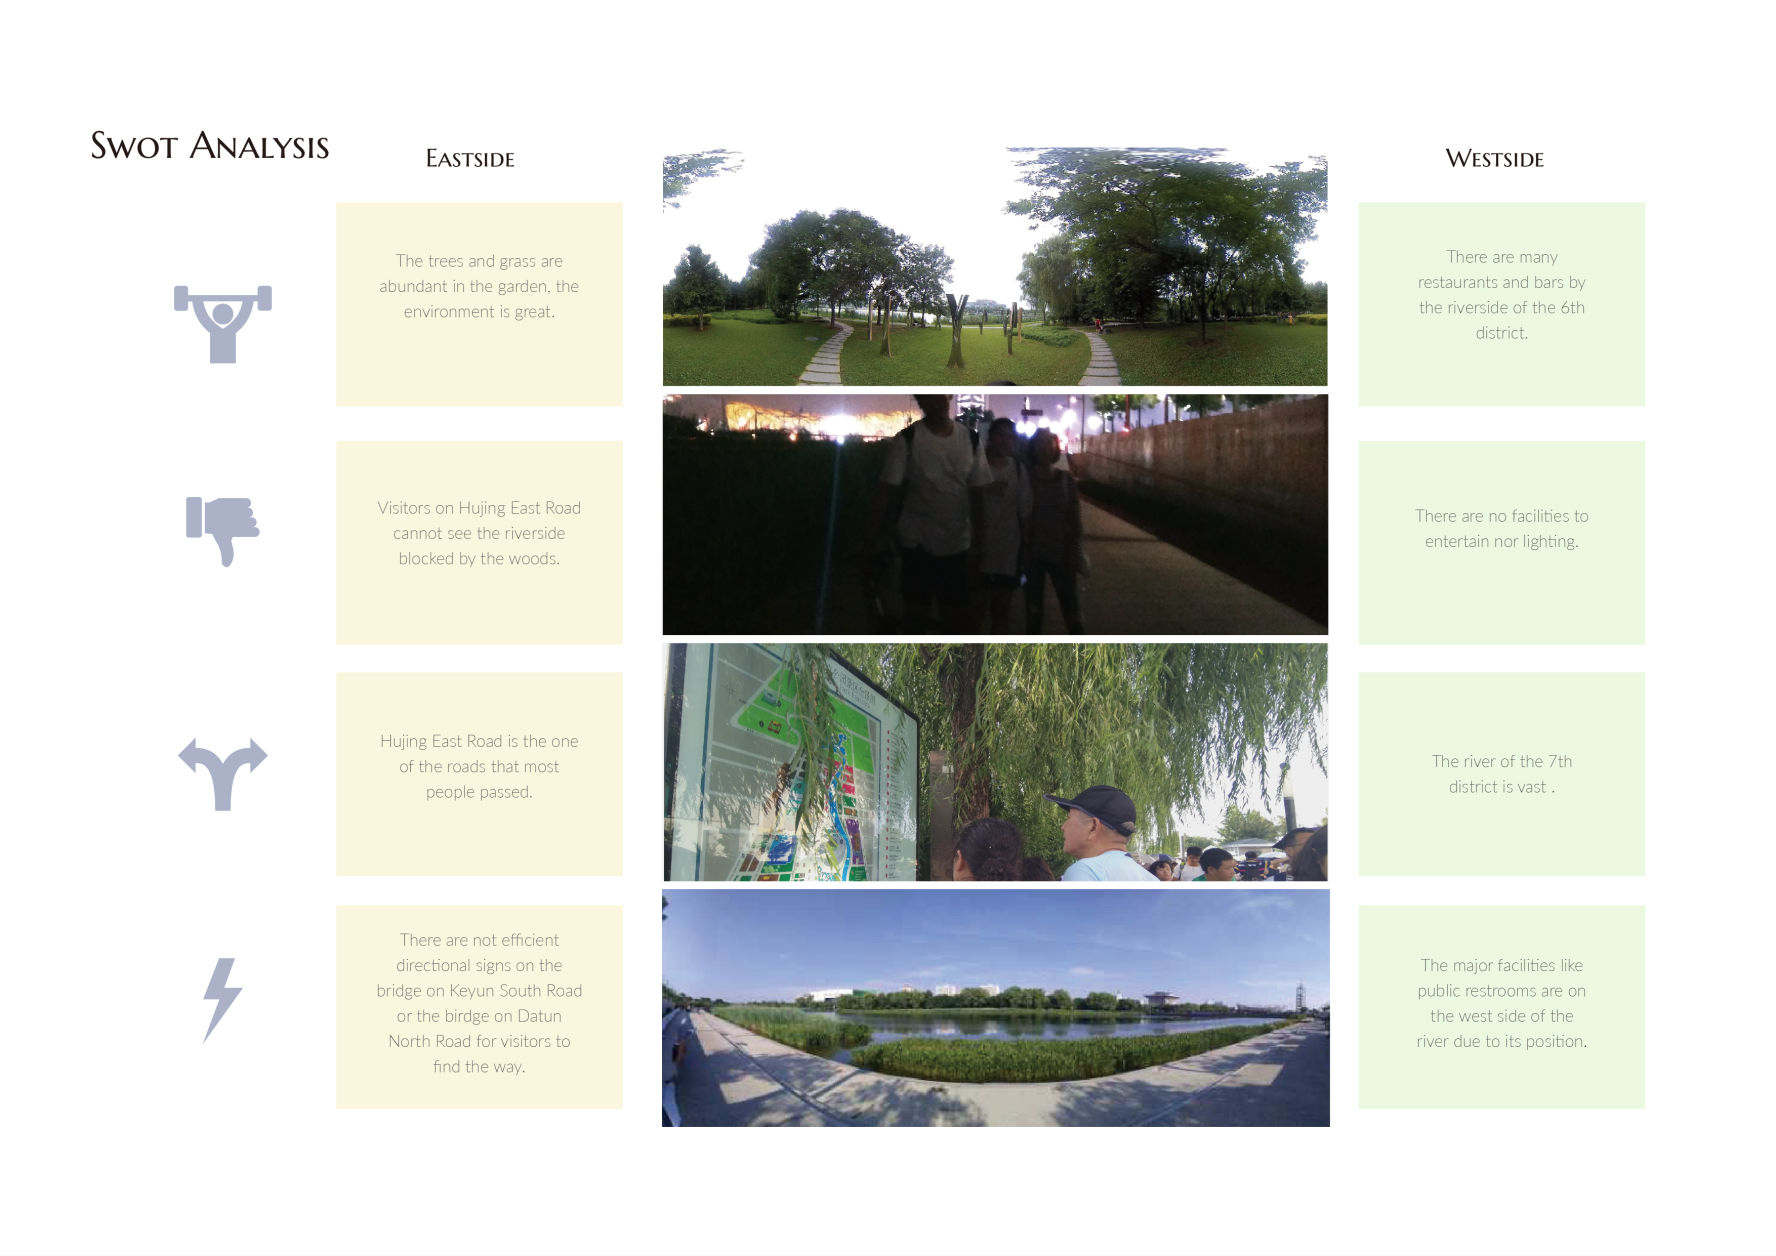 Swot Analysis
Eastside
Westside
The trees and grass are
abundant in the garden, the
environment is great.
There are many
restaurants and bars by
the riverside of the 6th
district.
Visitors on Hujing East Road
cannot see the riverside
blocked by the woods.
There are no facilities to
entertain nor lighting.
Hujing East Road is the one
of the roads that most
people passed.
The river of the 7th
district is vast .
There are not efficient
directional signs on the
bridge on Keyun South Road
or the birdge on Datun
North Road for visitors to
find the way.
The major facilities like
public restrooms are on
the west side of the
river due to its position.